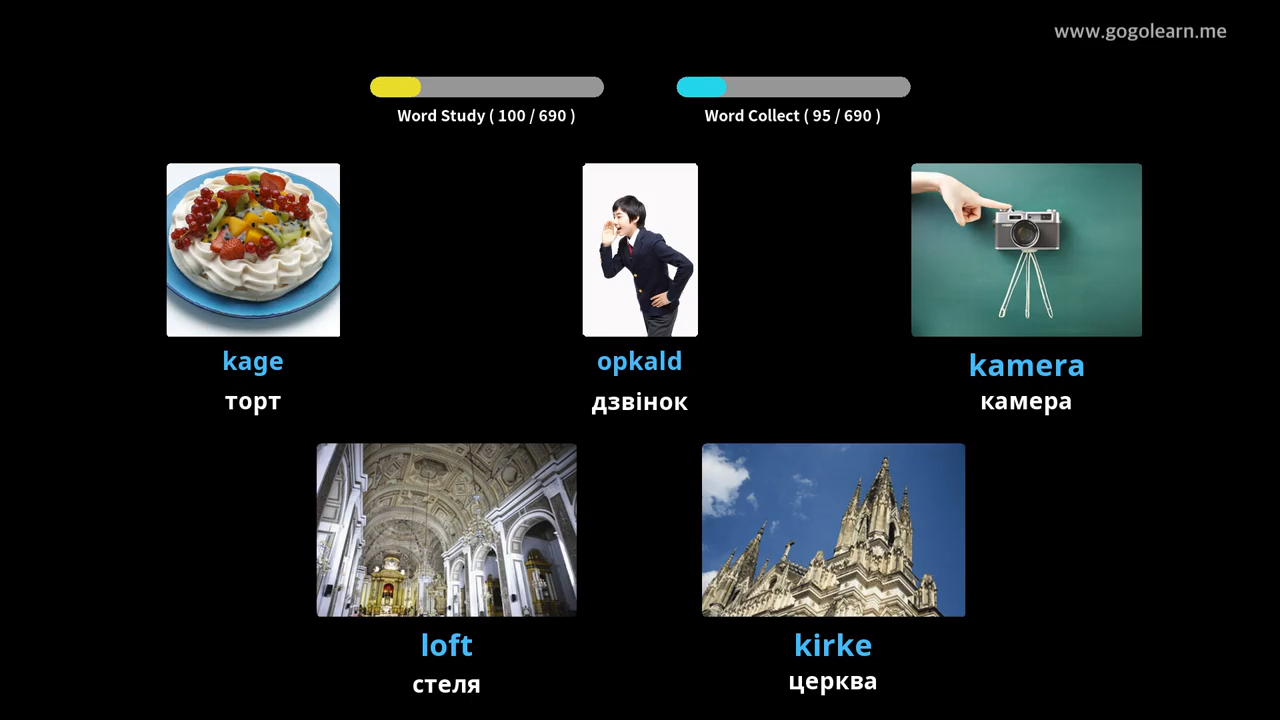 www.gogolearn.me
Word Study ( 100 / 690 )
Word Collect ( 95 / 690 )
kage
opkald
kamera
торт
дзвінок
камера
loft
kirke
стеля
церква